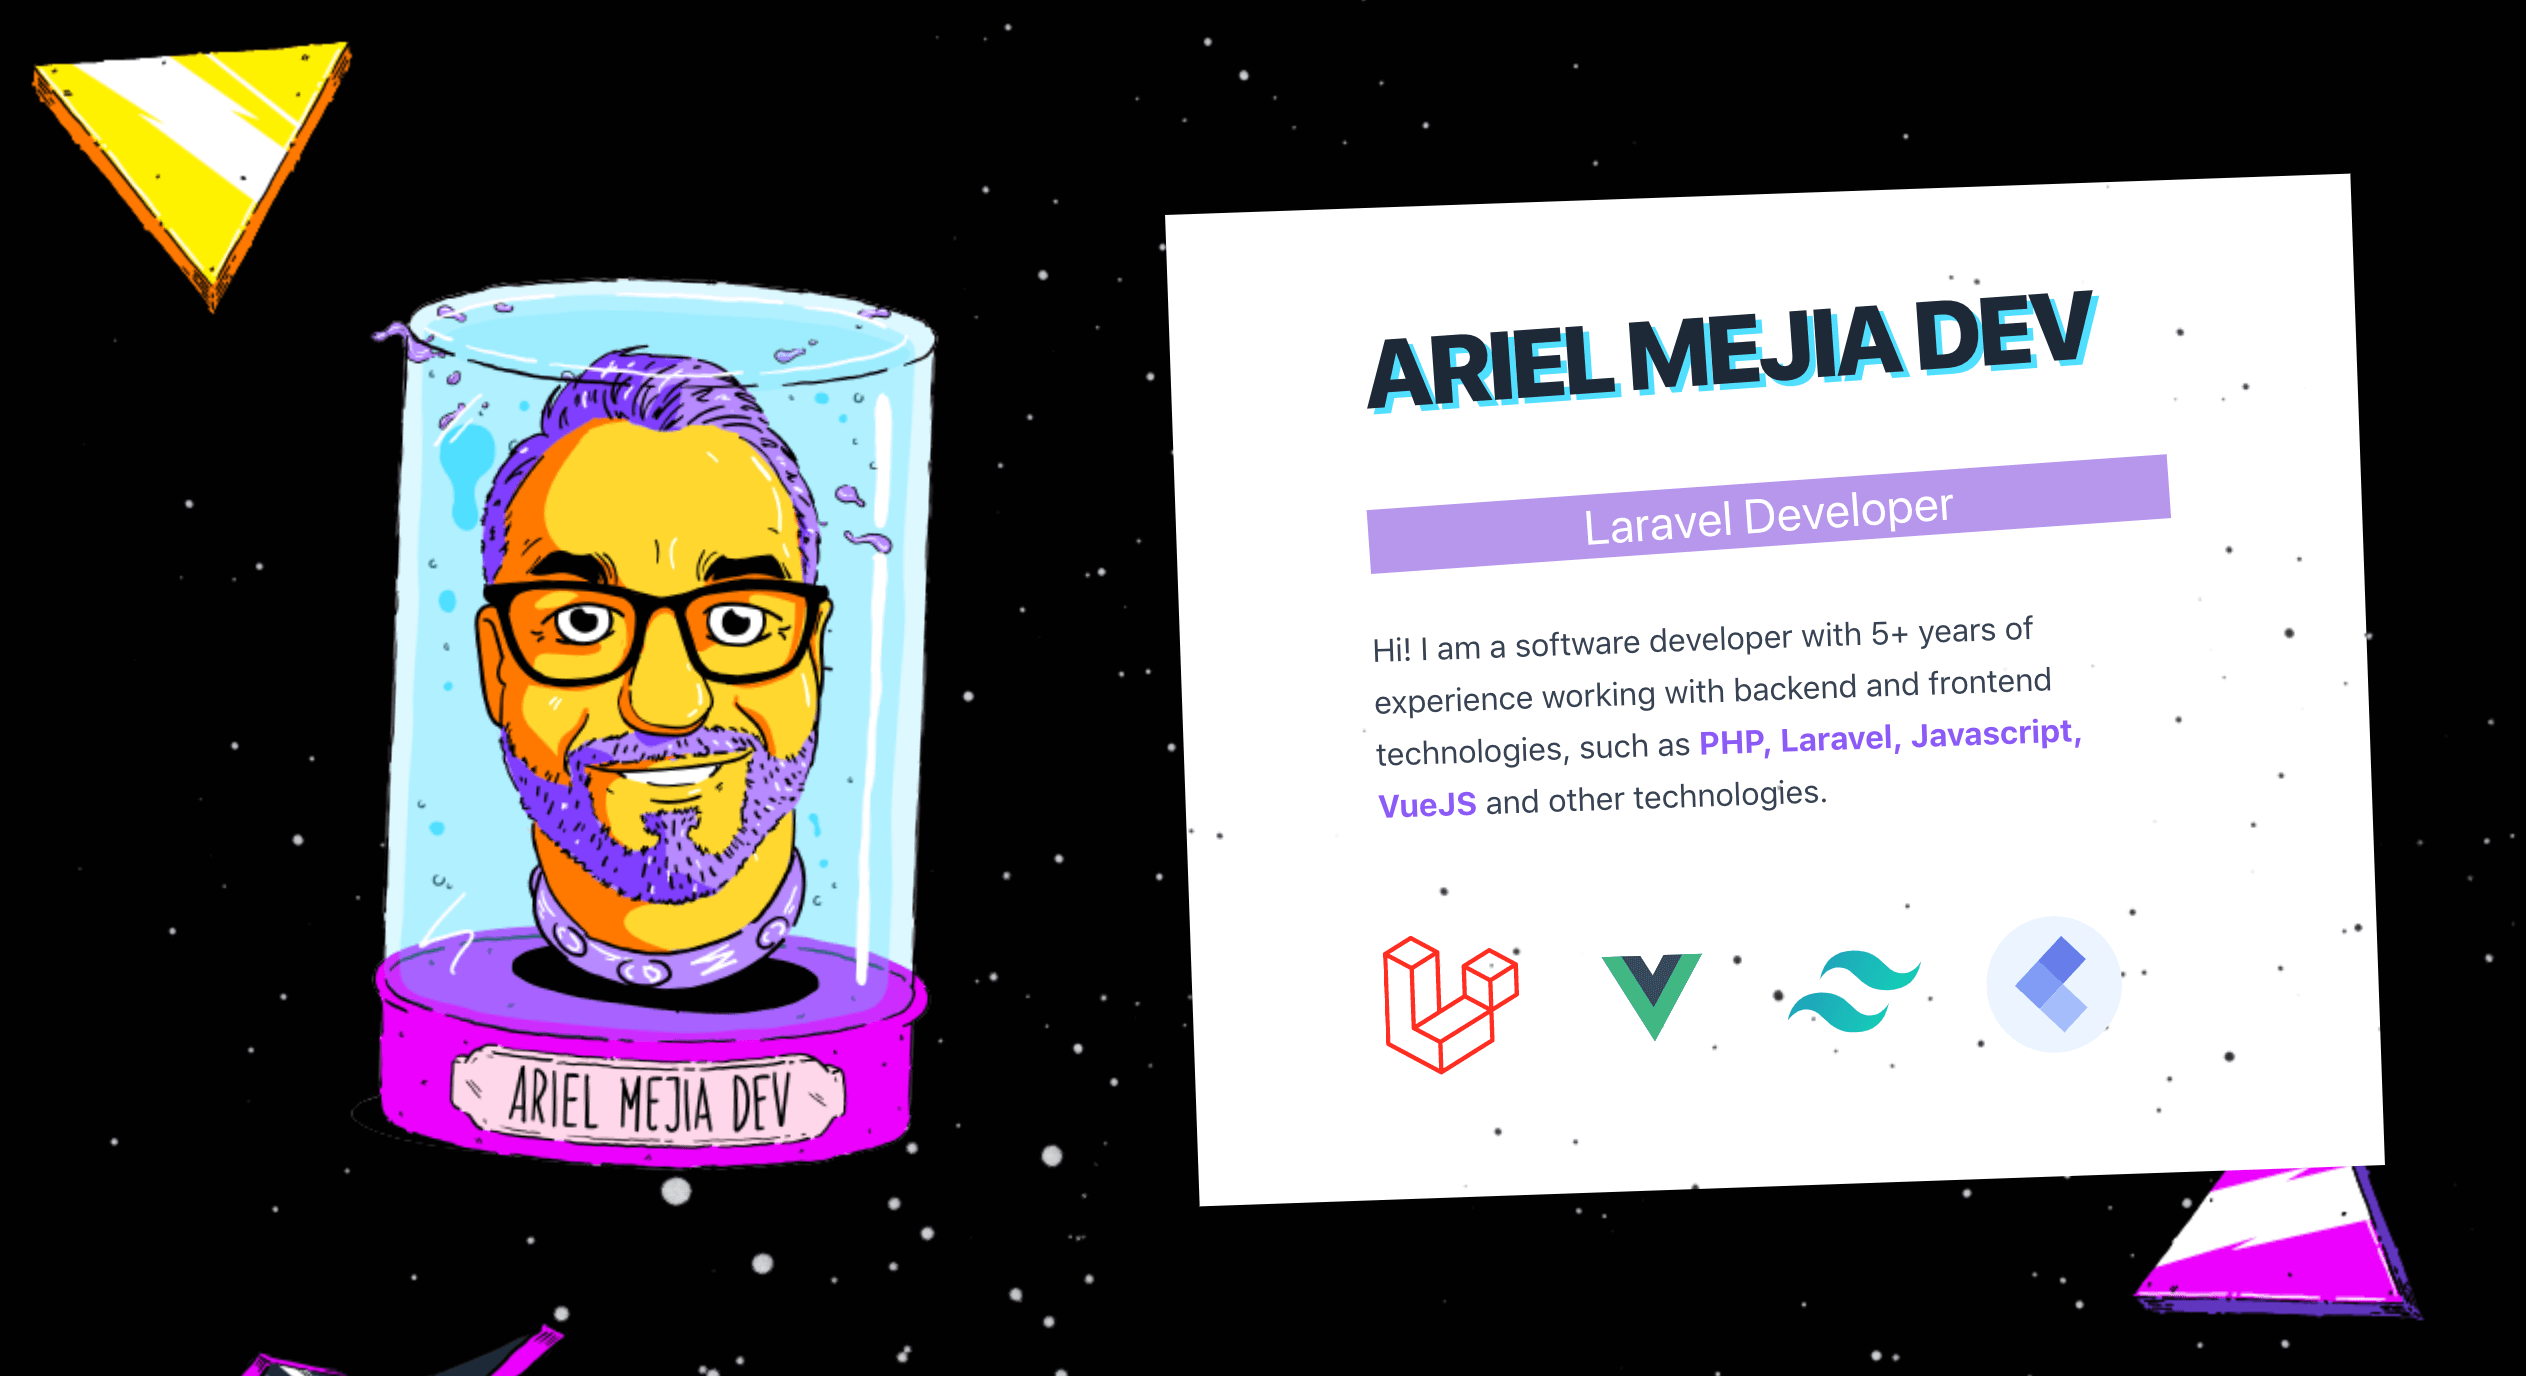 ARIEL MEJIA DEV
Laravel Developer
Hi! I am a software developer with 5+ years of
experience working with backend and frontend
technologies, such as PHP, Laravel, Javascript,
VueJS and other technologies.
ARIEL MEJIA DEV